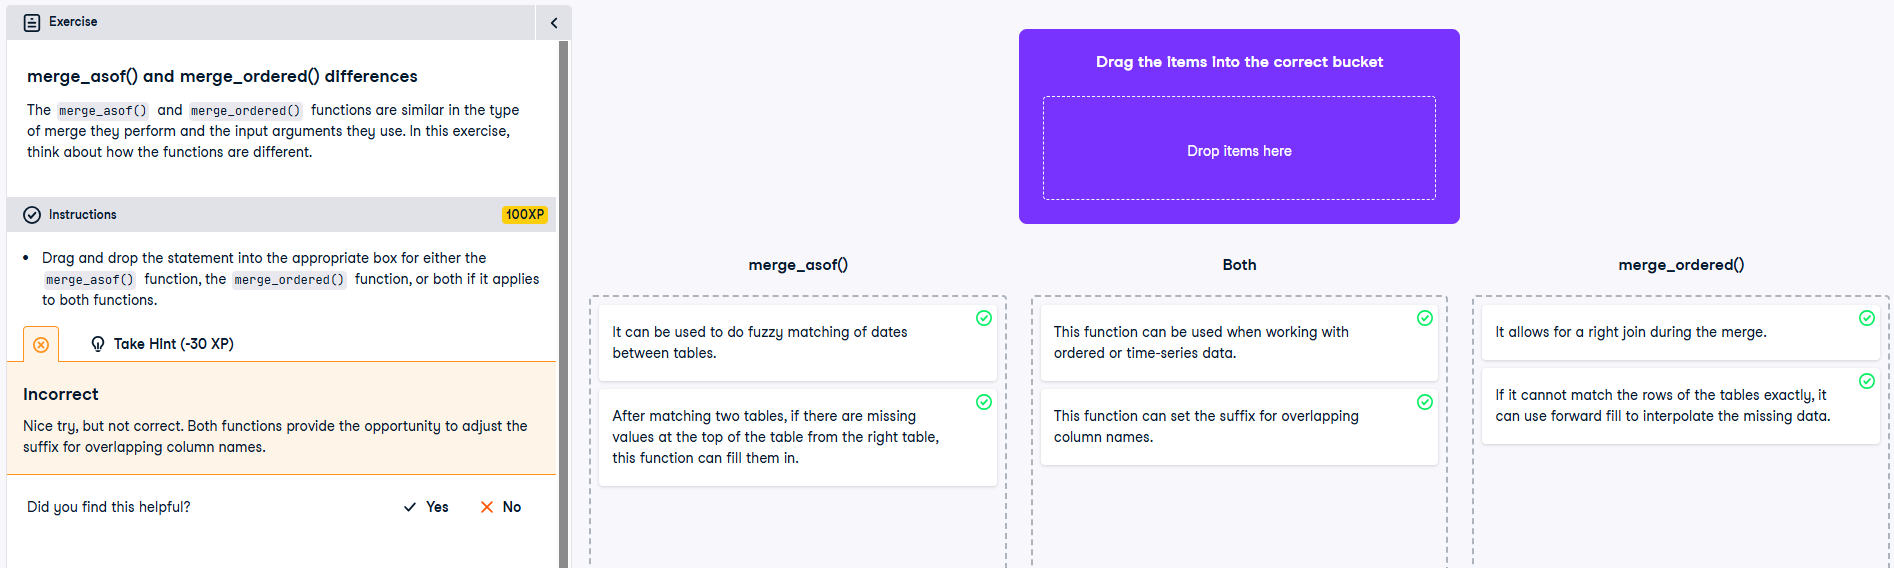 Exercise
merge_asof() and merge_ordered() differences
The merge_asof() and merge_ordered() functions are similar in the type
of merge they perform and the input arguments they use. In this exercise,
think about how the functions are different.
Instructions
100XP
• Drag and drop the statement into the appropriate box for either the
merge_asof() function, the merge_ordered() function, or both if it applies
to both functions.
Take Hint (-30 XP)
Incorrect
Nice try, but not correct. Both functions provide the opportunity to adjust the
suffix for overlapping column names.
Did you find this helpful?
Yes
No
Drag the items into the correct bucket
Drop items here
merge_asof()
It can be used to do fuzzy matching of dates
between tables.
After matching two tables, if there are missing
values at the top of the table from the right table,
this function can fill them in.
Both
This function can be used when working with
ordered or time-series data.
This function can set the suffix for overlapping
column names.
merge_ordered()
It allows for a right join during the merge.
If it cannot match the rows of the tables exactly, it
can use forward fill to interpolate the missing data.